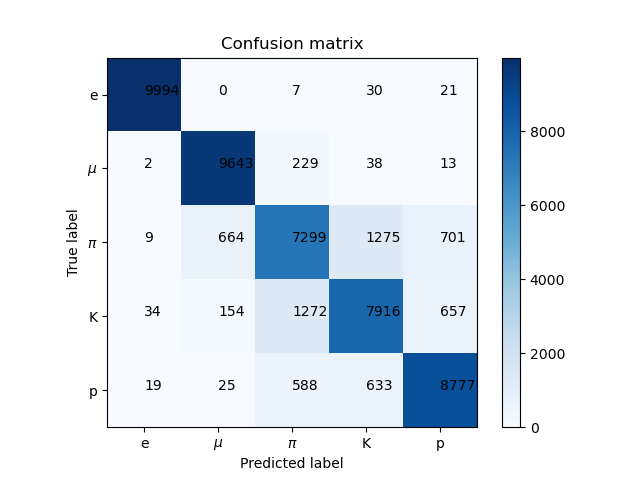 Confusion matrix
True label
e 9994 0 7 30 21
μ 2 9643 229 38 13
π 9 664 7299 1275 701
K 34 154 1272 7916 657
p 19 25 588 633 8777
e μ π K p
Predicted label
8000
6000
4000
2000
0